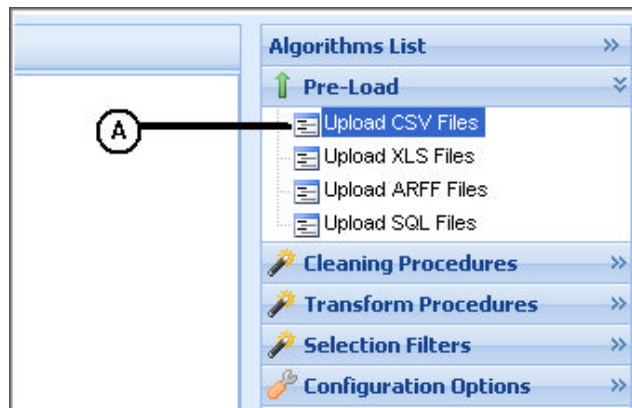 Algorithms List
Pre-Load
A
Upload CSV Files
Upload XLS Files
Upload ARFF Files
Upload SQL Files
Cleaning Procedures
Transform Procedures
Selection Filters
Configuration Options